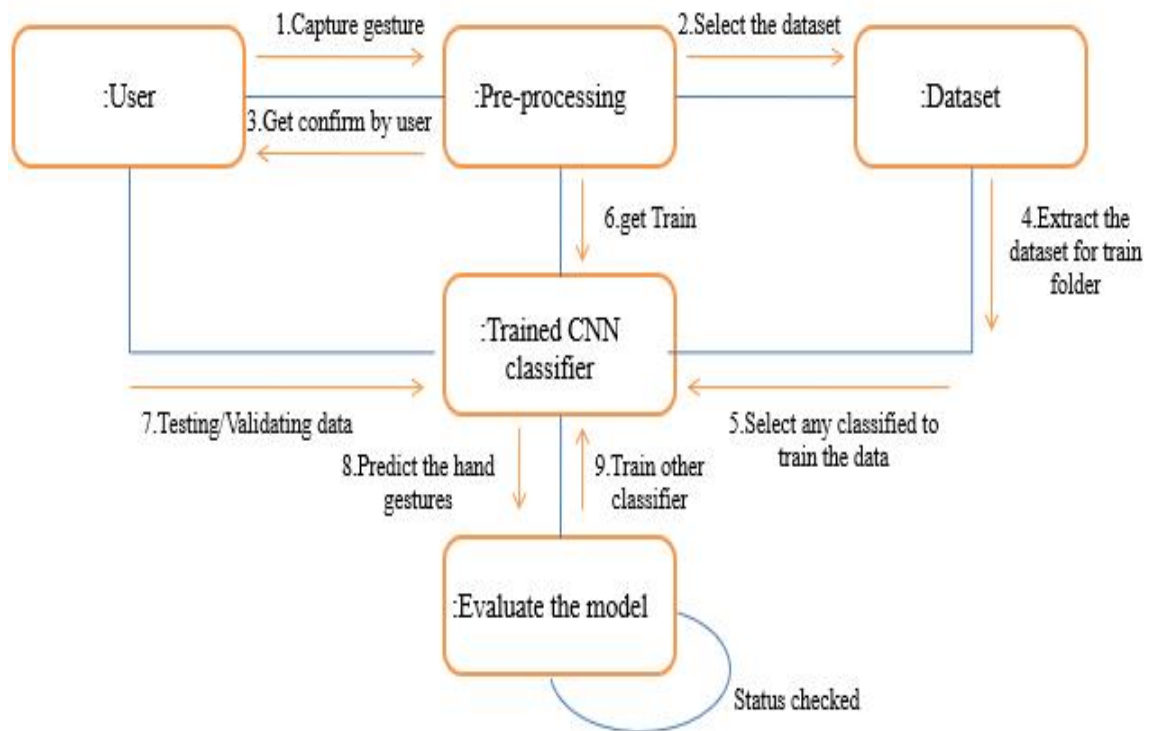 1.Capture gesture
2.Select the dataset
:User
:Pre-processing
:Dataset
3.Get confirm by user
6.get Train
4.Extract the
dataset for train
folder
:Trained CNN
classifier
7.Testing/Validating data
5.Select any classified to
train the data
8.Predict the hand
gestures
9.Train other
classifier
:Evaluate the model
Status checked